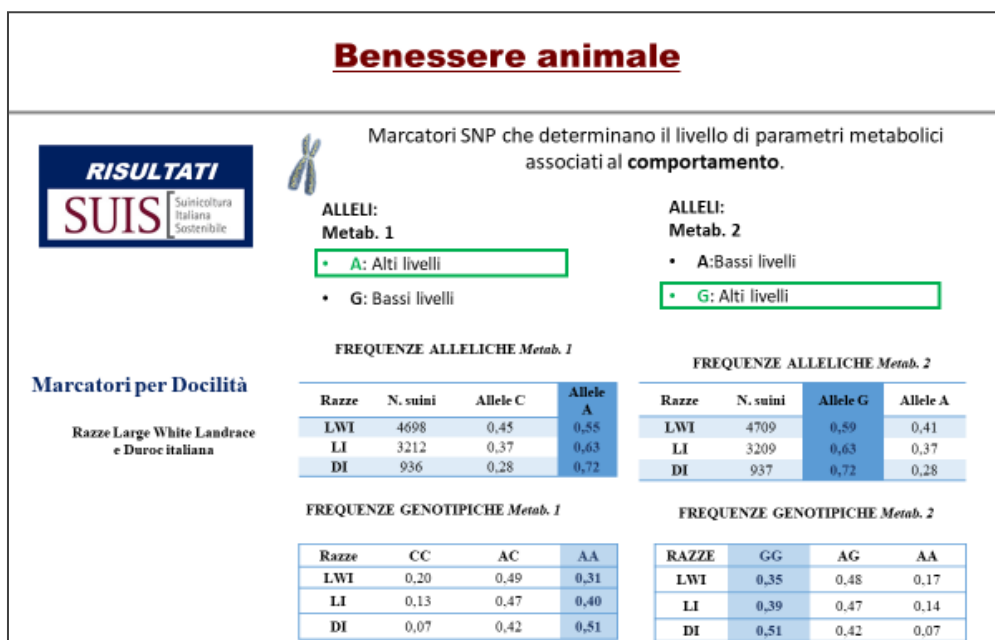 Benessere animale
RISULTATI
SUIS
Suinicoltura
Italiana
Sostenibile
Marcatori SNP che determinano il livello di parametri metabolici
associati al comportamento.
ALLELI:
Metab. 1
• A: Alti livelli
• G: Bassi livelli
ALLELI:
Metab. 2
• A:Bassi livelli
• G: Alti livelli
Marcatori per Docilità
Razze Large White Landrace
e Duroc italiana
FREQUENZE ALLELICHE Metab. 1
Razze N. suini Allele C Allele A
LWI 4698 0,45 0,55
LI 3212 0,37 0,63
DI 936 0,28 0,72
FREQUENZE ALLELICHE Metab. 2
Razze N. suini Allele G Allele A
LWI 4709 0,59 0,41
LI 3209 0,63 0,37
DI 937 0,72 0,28
FREQUENZE GENOTIPICHE Metab. 1
Razze CC AC AA
LWI 0,20 0,49 0,31
LI 0,13 0,47 0,40
DI 0,07 0,42 0,51
FREQUENZE GENOTIPICHE Metab. 2
RAZZE GG AG AA
LWI 0,35 0,48 0,17
LI 0,39 0,47 0,14
DI 0,51 0,42 0,07